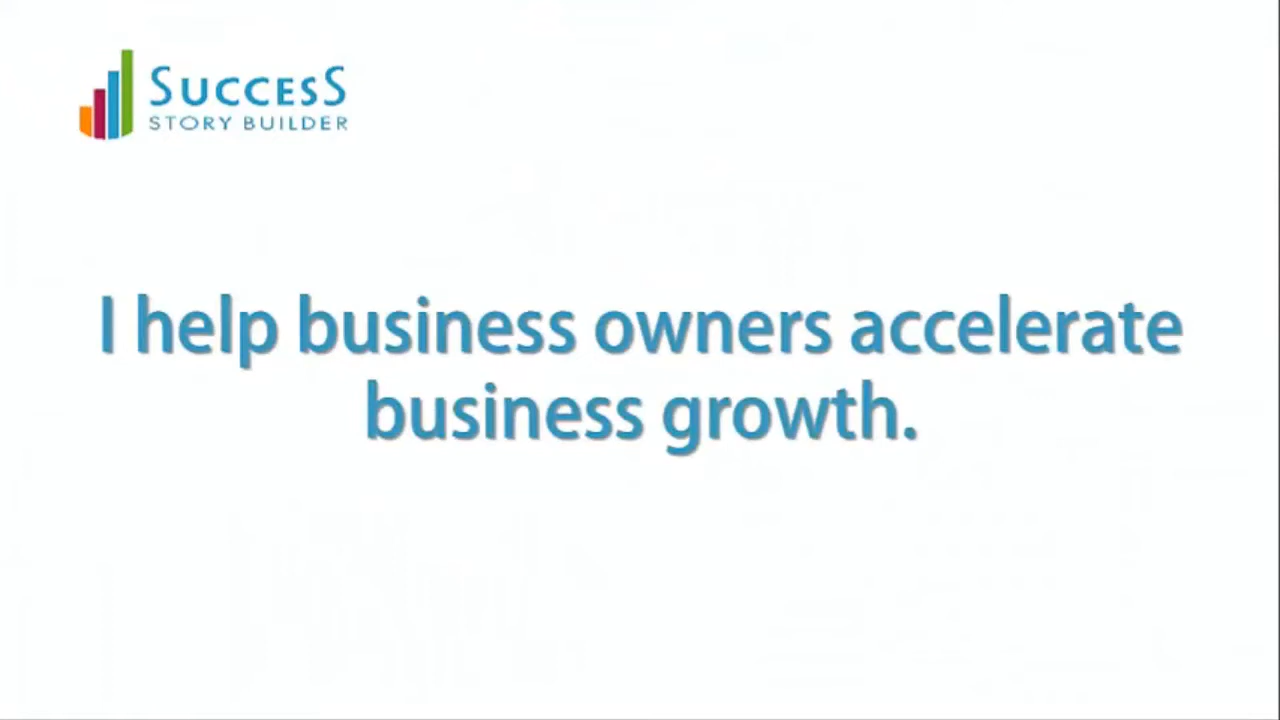 SUCCESS
STORY BUILDER
I help business owners accelerate
business growth.